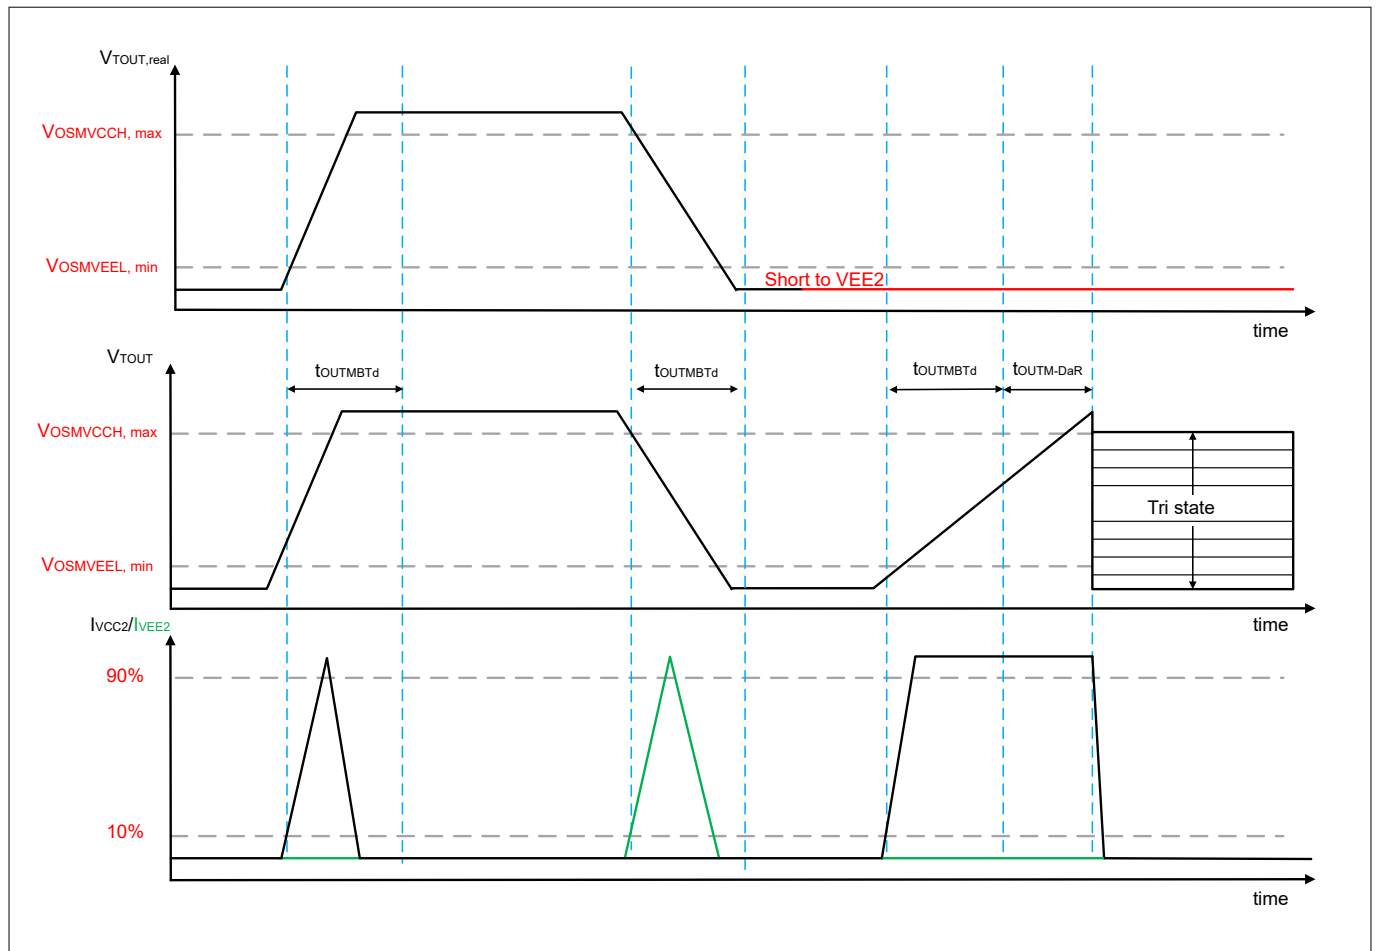 VTOUT,real
VOSMVCCH, max
VOSMVEEL, min
Short to VEE2
time
VTOUT
tOUTMBTd
tOUTMBTd
tOUTMBTd
tOUTM-DaR
VOSMVCCH, max
Tri state
VOSMVEEL, min
time
IVCC2/IVEE2
90%
10%
time